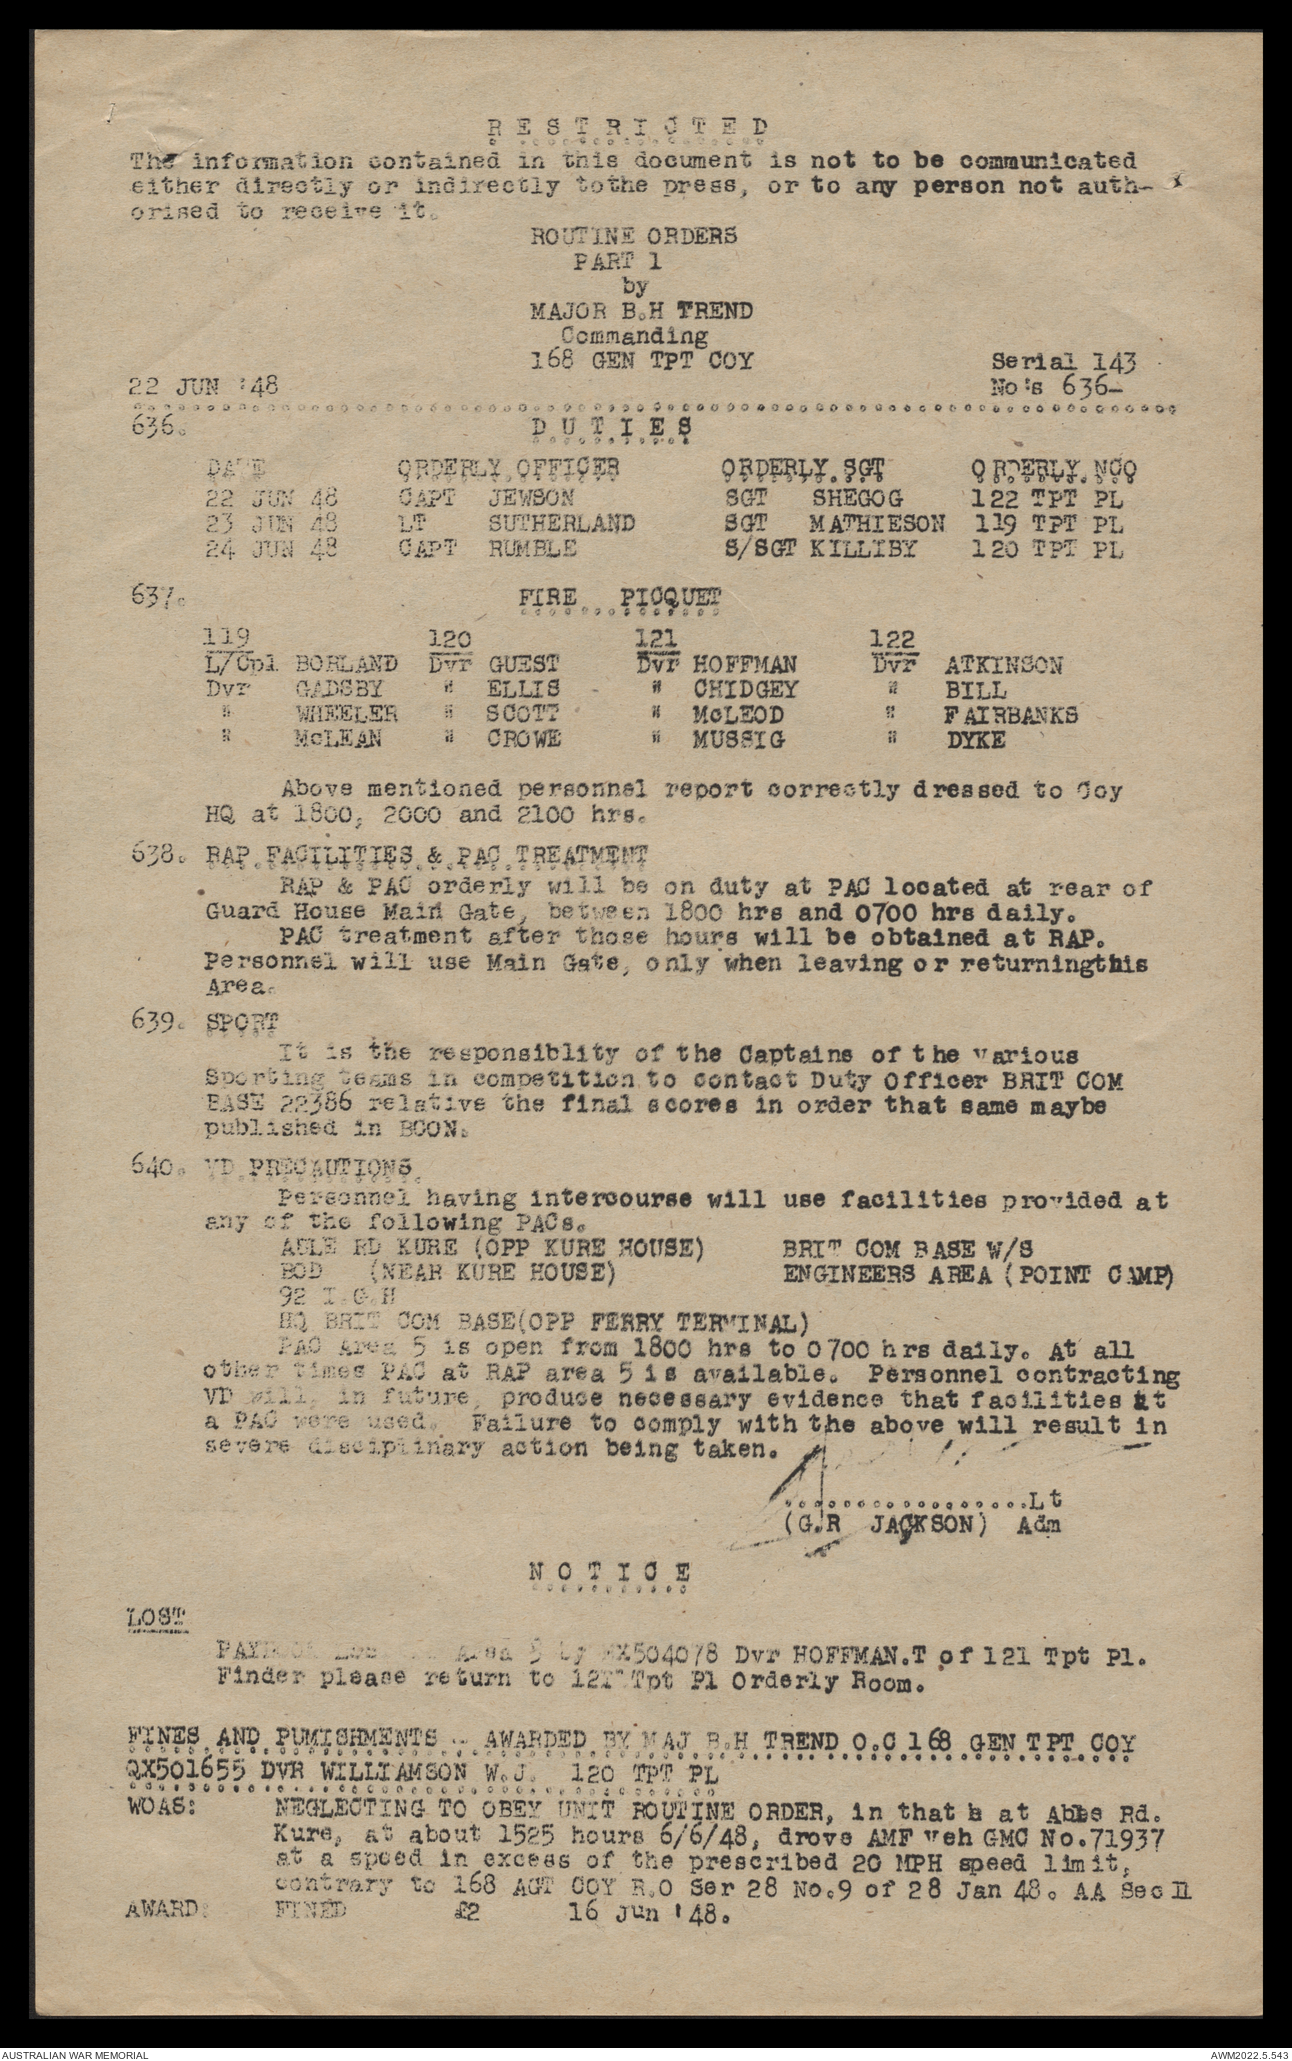 R E S T R I C T E D
The information contained in this document is not to be communicated
either directly or indirectly tothe press, or to any person not auth-
orised to receive it.
ROUTINE ORDERS
PART 1
by
MAJOR B.H TREND
Commanding
168 GEN TPT COY Serial 143
22 JUN '48 No's 636-
636. D U T I E S
DATE ORDERLY OFFICER ORDERLY SGT ORDERLY NCO
22 JUN 48 CAPT JEWSON SGT SHEGOG 122 TPT PL
23 JUN 48 LT SUTHERLAND SGT MATHIESON 119 TPT PL
24 JUN 48 CAPT RUMBLE S/SGT KILLIBY 120 TPT PL
637. FIRE PICQUET
119 120 121 122
L/Cpl BORLAND Dvr GUEST Dvr HOFFMAN Dvr ATKINSON
Dvr GADSBY " ELLIS " CHIDGEY " BILL
" WHEELER " SCOTT " McLEOD " FAIRBANKS
" McLEAN " CROWE " MUSSIG " DYKE
Above mentioned personnel report correctly dressed to Coy
HQ at 1800, 2000 and 2100 hrs.
638. RAP FACILITIES & PAC TREATMENT
RAP & PAC orderly will be on duty at PAC located at rear of
Guard House Main Gate, between 1800 hrs and 0700 hrs daily.
PAC treatment after those hours will be obtained at RAP.
Personnel will use Main Gate, only when leaving or returningthis
Area.
639. SPORT
It is the responsiblity of the Captains of the various
Sporting teams in competition to contact Duty Officer BRIT COM
BASE 22386 relative the final scores in order that same maybe
published in BCON.
640. VD PRECAUTIONS
Personnel having intercourse will use facilities provided at
any of the following PACs.
ABLE RD KURE (OPP KURE HOUSE) BRIT COM BASE W/S
BOD (NEAR KURE HOUSE) ENGINEERS AREA (POINT CAMP)
92 I.G.H
HQ BRIT COM BASE(OPP FERRY TERMINAL)
PAC Area 5 is open from 1800 hrs to 0700 hrs daily. At all
other times PAC at RAP area 5 is available. Personnel contracting
VD will, in future, produce necessary evidence that facilities at
a PAC were used. Failure to comply with the above will result in
severe disciplinary action being taken.
..................Lt
(G.R JACKSON) Adm
N O T I C E
LOST
Area 5 by 504078 Dvr HOFFMAN.T of 121 Tpt Pl.
Finder please return to 121 Tpt Pl Orderly Room.
FINES AND PUMISHMENTS - AWARDED BY MAJ B.H TREND O.C 168 GEN TPT COY
QX501655 DVR WILLIAMSON W.J. 120 TPT PL
WOAS: NEGLECTING TO OBEY UNIT ROUTINE ORDER, in that at Able Rd.
Kure, at about 1525 hours 6/6/48, drove AMF veh GMC No.71937
at a speed in excess of the prescribed 20 MPH speed limit,
contrary to 168 AGT COY R.O Ser 28 No.9 of 28 Jan 48. AA Sec 11
AWARD: FINED £2 16 Jun '48.
AUSTRALIAN WAR MEMORIAL AWM2022.5.543